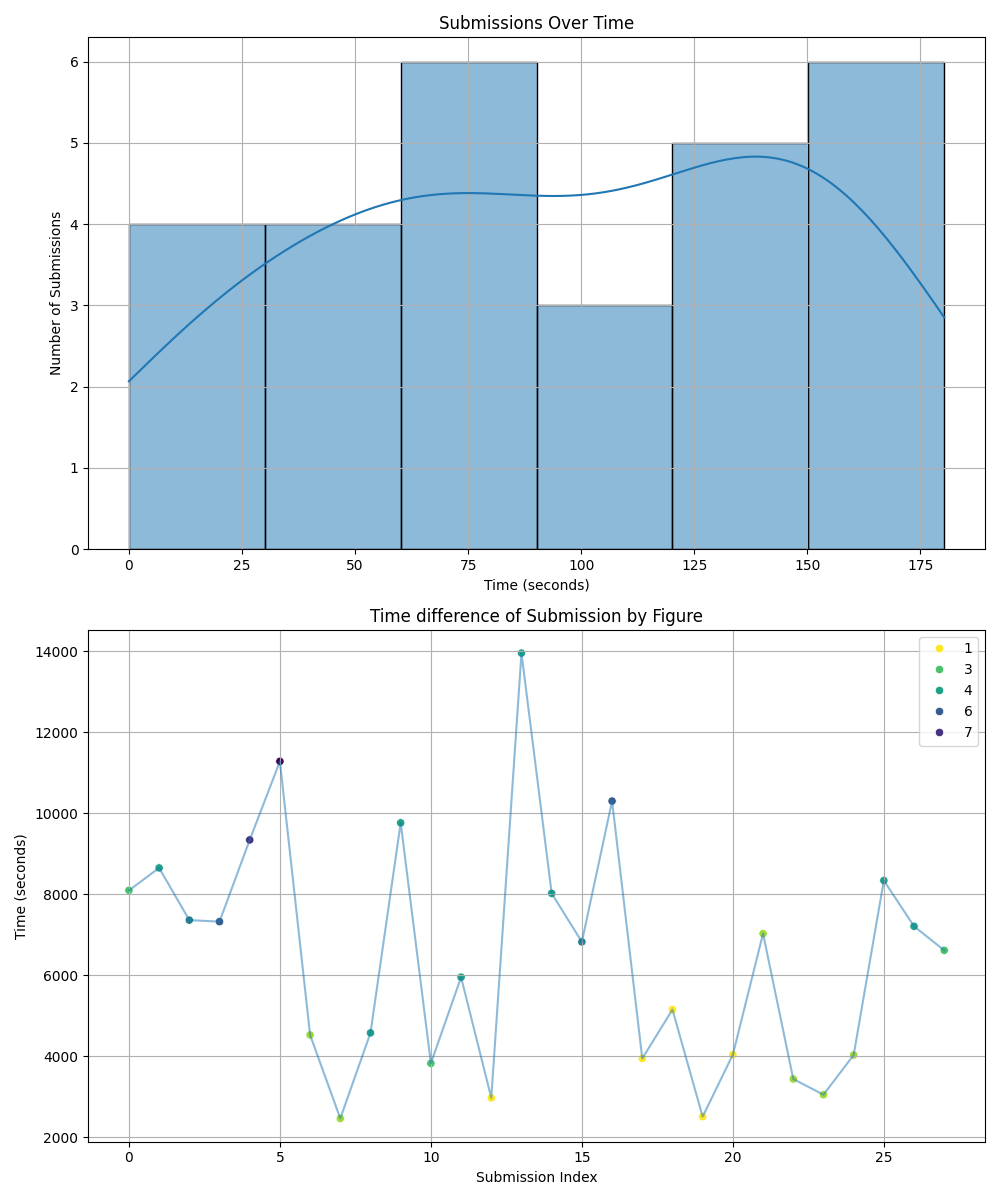 Submissions Over Time
Number of Submissions
6
5
4
3
2
1
0
0 25 50 75 100 125 150 175
Time (seconds)
Time difference of Submission by Figure
Time (seconds)
14000
12000
10000
8000
6000
4000
2000
1
3
4
6
7
0 5 10 15 20 25
Submission Index